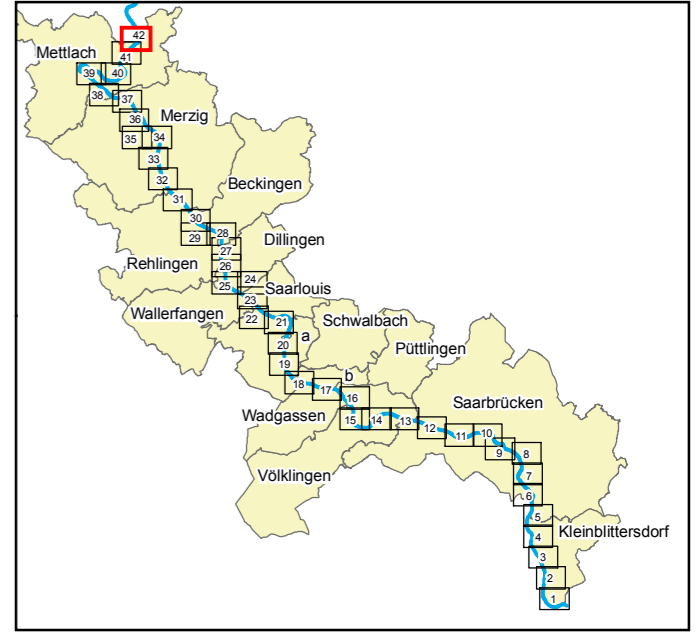 42
Mettlach
41
39
40
38
37
Merzig
36
35
34
33
32
Beckingen
31
30
28
29
Dillingen
27
Rehlingen
26
24
25
Saarlouis
23
Wallerfangen
22
21
Schwalbach
a
20
Püttlingen
19
b
18
17
16
Saarbrücken
Wadgassen
15
14
13
12
11
10
9
8
Völklingen
7
6
5
Kleinblittersdorf
4
3
2
1